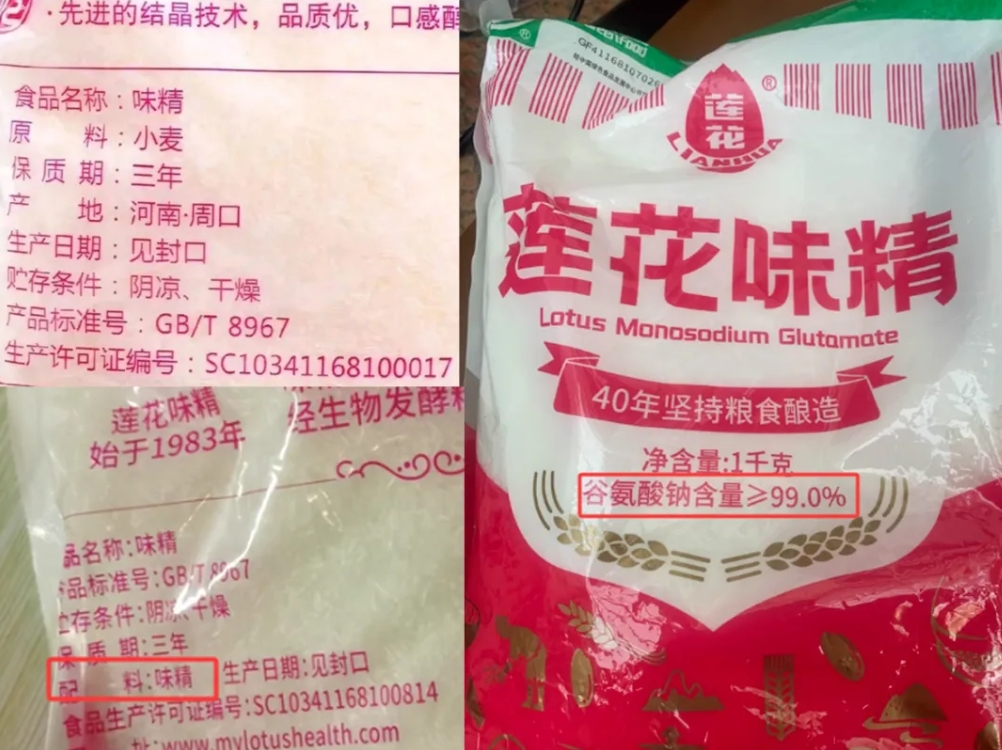 ·先进的结晶技术,品质优,口感
食品名称:味精
原料:小麦
保质期:三年
产地:河南·周口
生产日期:见封口
贮存条件:阴凉、干燥
产品标准号:GB/T 8967
生产许可证编号:SC10341168100017
莲花味精
始于1983年
经生物发酵
品名称:味精
品标准号:GB/T 8967
贮存条件:阴凉、干燥
保质期:三年
配料:味精 生产日期:见封口
食品生产许可证编号:SC10341168100814
址:www.mylotushealth.com
莲花
LIANHUA
®
莲花味精
Lotus Monosodium Glutamate
40年坚持粮食酿造
净含量:1千克
谷氨酸钠含量≥99.0%